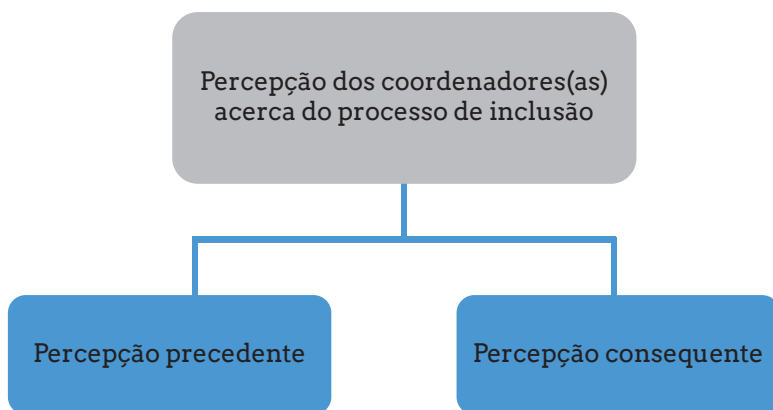 Percepção dos coordenadores(as)
acerca do processo de inclusão
Percepção precedente
Percepção consequente